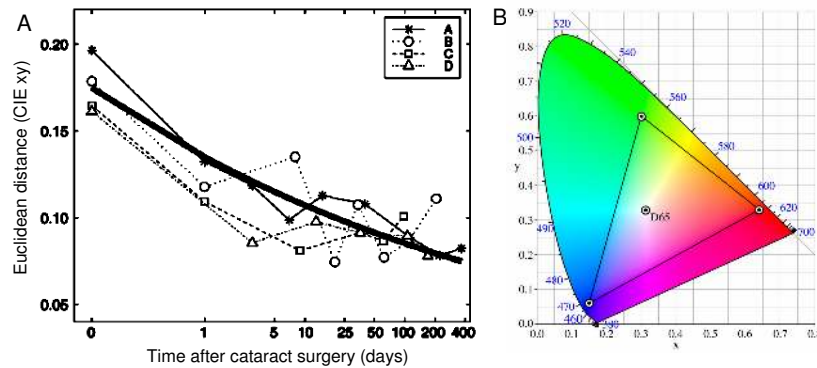 A
Euclidean distance (CIE xy)
0.20
0.15
0.10
0.05
A
B
C
D
0 1 5 10 25 50 100 200 400
Time after cataract surgery (days)
B
y
0.9
0.8
0.7
0.6
0.5
0.4
0.3
0.2
0.1
0.0
520
540
560
580
600
620
700
500
490
480
470
460
D65
0.0 0.1 0.2 0.3 0.4 0.5 0.6 0.7 0.8
x